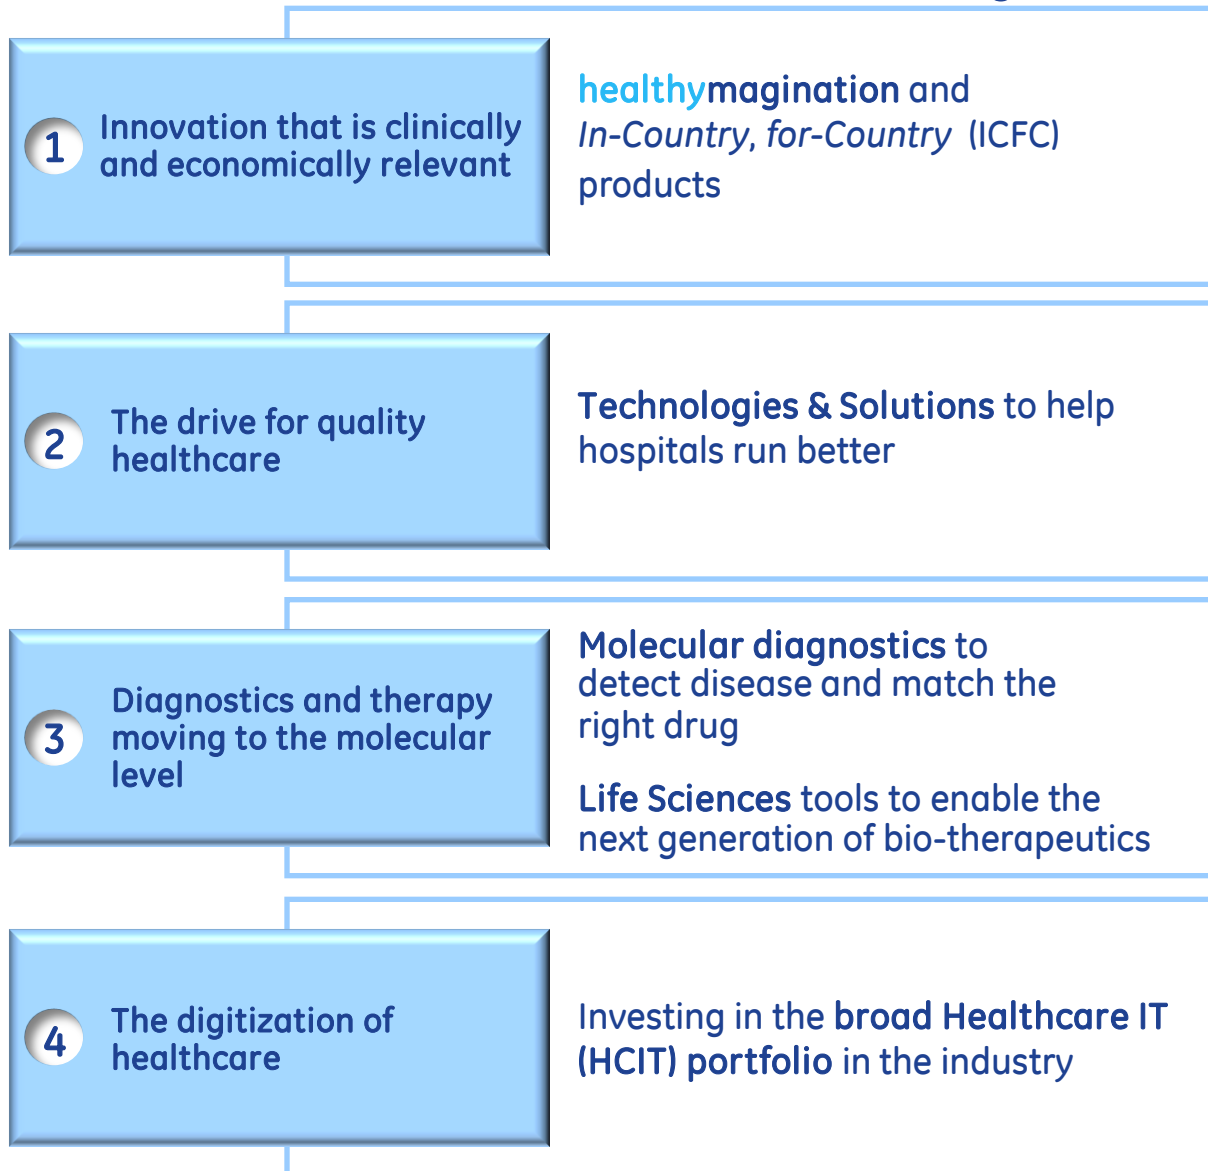 1
Innovation that is clinically
and economically relevant
healthymagination and
In-Country, for-Country (ICFC)
products
2
The drive for quality
healthcare
Technologies & Solutions to help
hospitals run better
3
Diagnostics and therapy
moving to the molecular
level
Molecular diagnostics to
detect disease and match the
right drug
Life Sciences tools to enable the
next generation of bio-therapeutics
4
The digitization of
healthcare
Investing in the broad Healthcare IT
(HCIT) portfolio in the industry